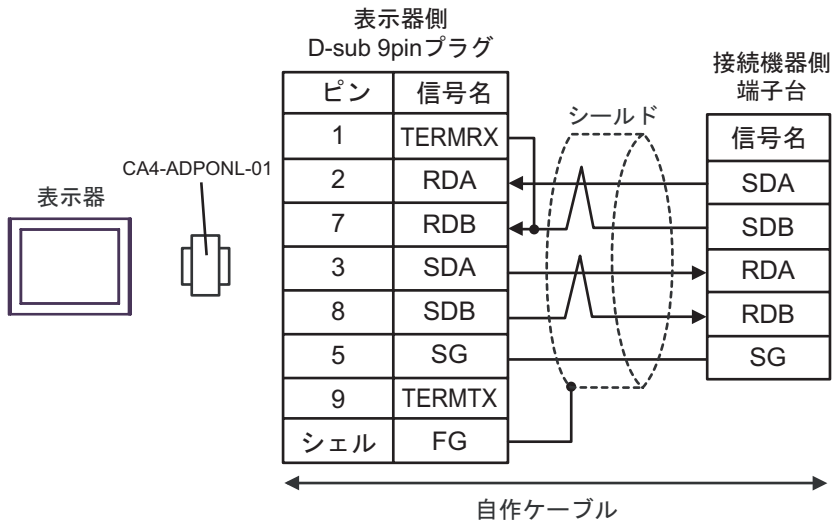 表示器側
D-sub 9pinプラグ
接続機器側
端子台
表示器
CA4-ADPONL-01
シールド
ピン 信号名
1 TERMRX
2 RDA
7 RDB
3 SDA
8 SDB
5 SG
9 TERMTX
シェル FG
信号名
SDA
SDB
RDA
RDB
SG
自作ケーブル